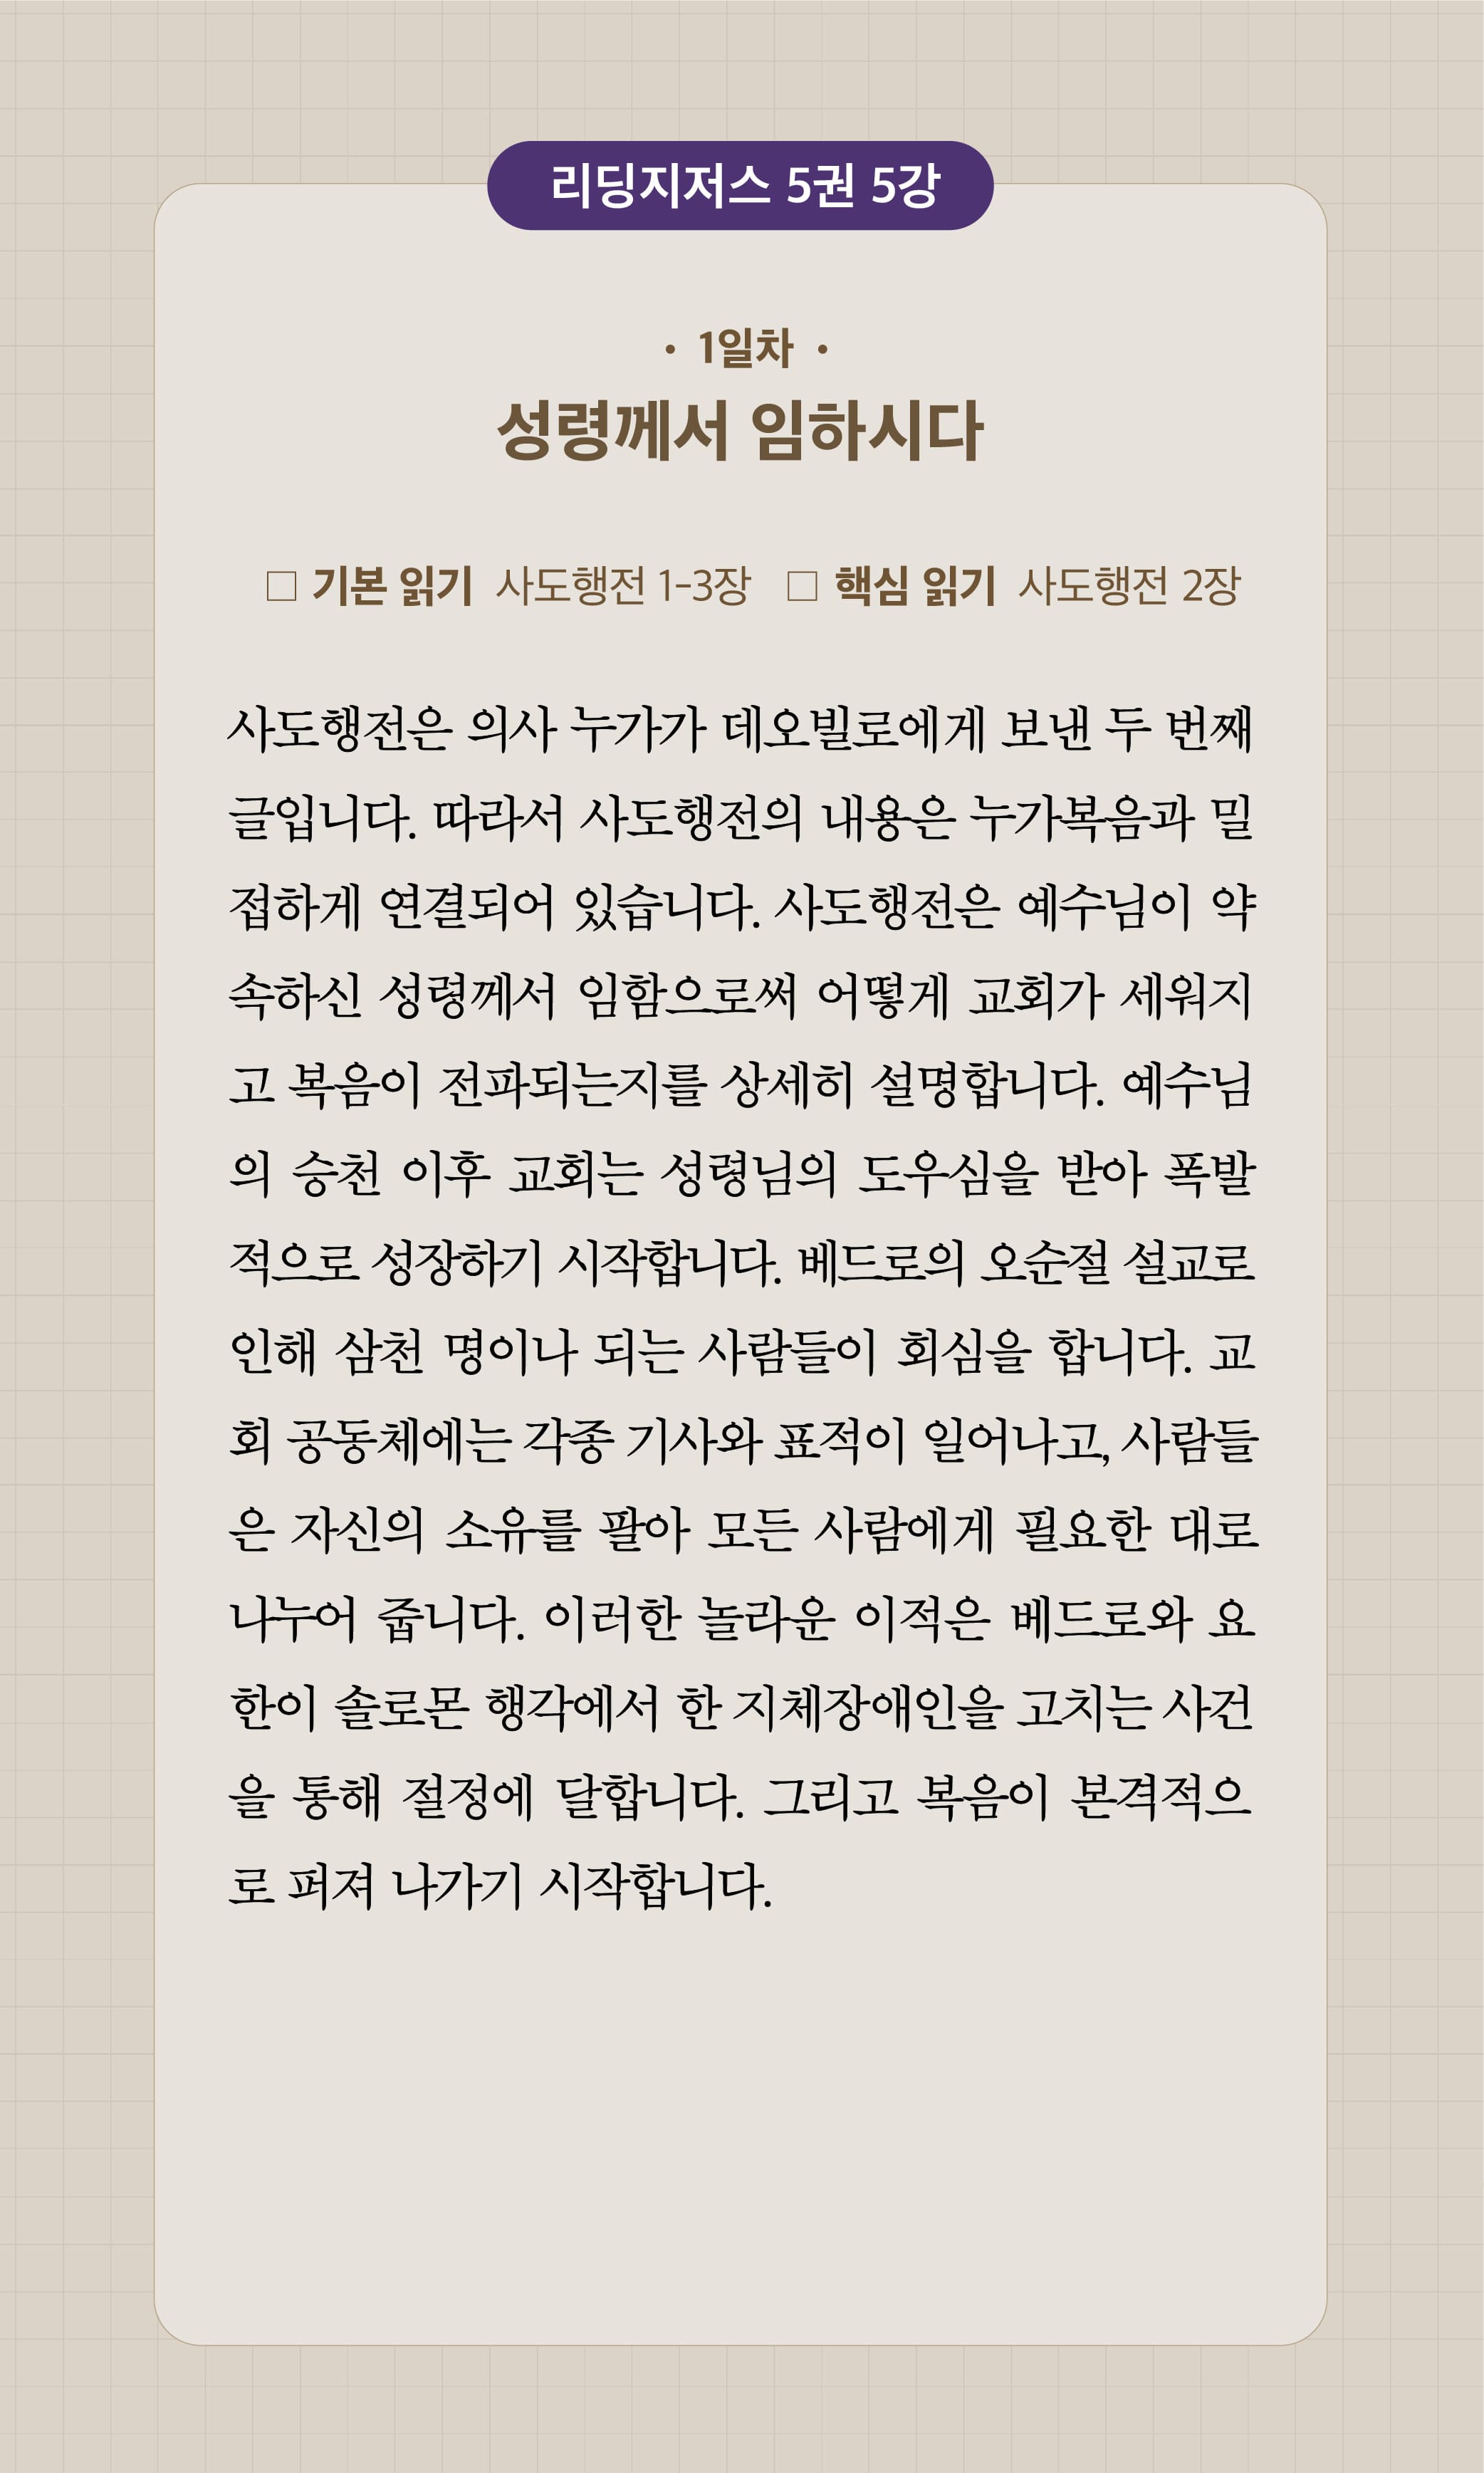 리딩지저스 5권 5강
· 1일차 ·
성령께서 임하시다
□ 기본 읽기 사도행전 1-3장 □ 핵심 읽기 사도행전 2장
사도행전은 의사 누가가 데오빌로에게 보낸 두 번째
글입니다. 따라서 사도행전의 내용은 누가복음과 밀
접하게 연결되어 있습니다. 사도행전은 예수님이 약
속하신 성령께서 임함으로써 어떻게 교회가 세워지
고 복음이 전파되는지를 상세히 설명합니다. 예수님
의 승천 이후 교회는 성령님의 도우심을 받아 폭발
적으로 성장하기 시작합니다. 베드로의 오순절 설교로
인해 삼천 명이나 되는 사람들이 회심을 합니다. 교
회 공동체에는 각종 기사와 표적이 일어나고, 사람들
은 자신의 소유를 팔아 모든 사람에게 필요한 대로
나누어 줍니다. 이러한 놀라운 이적은 베드로와 요
한이 솔로몬 행각에서 한 지체장애인을 고치는 사건
을 통해 절정에 달합니다. 그리고 복음이 본격적으
로 퍼져 나가기 시작합니다.